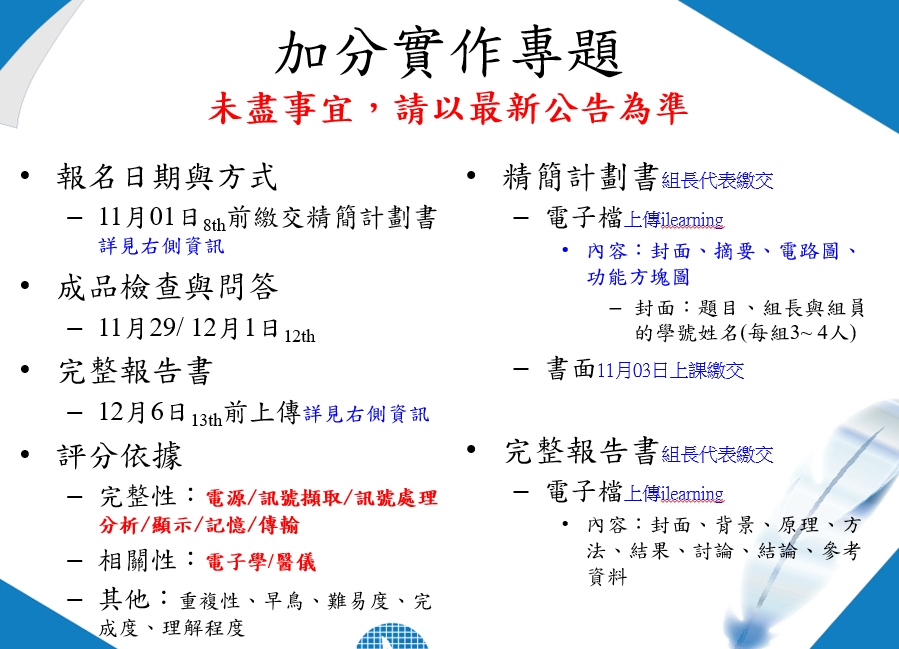 加分實作專題
未盡事宜，請以最新公告為準
• 報名日期與方式
– 11月01日8th前繳交精簡計劃書
詳見右側資訊
• 成品檢查與問答
– 11月29/ 12月1日12th
• 完整報告書
– 12月6日13th前上傳詳見右側資訊
• 評分依據
– 完整性：電源/訊號擷取/訊號處理
分析/顯示/記憶/傳輸
– 相關性：電子學/醫儀
– 其他：重複性、早鳥、難易度、完
成度、理解程度
• 精簡計劃書組長代表繳交
– 電子檔上傳ilearning
• 內容：封面、摘要、電路圖、
功能方塊圖
– 封面：題目、組長與組員
的學號姓名(每組3~ 4人)
– 書面11月03日上課繳交
• 完整報告書組長代表繳交
– 電子檔上傳ilearning
• 內容：封面、背景、原理、方
法、結果、討論、結論、參考
資料